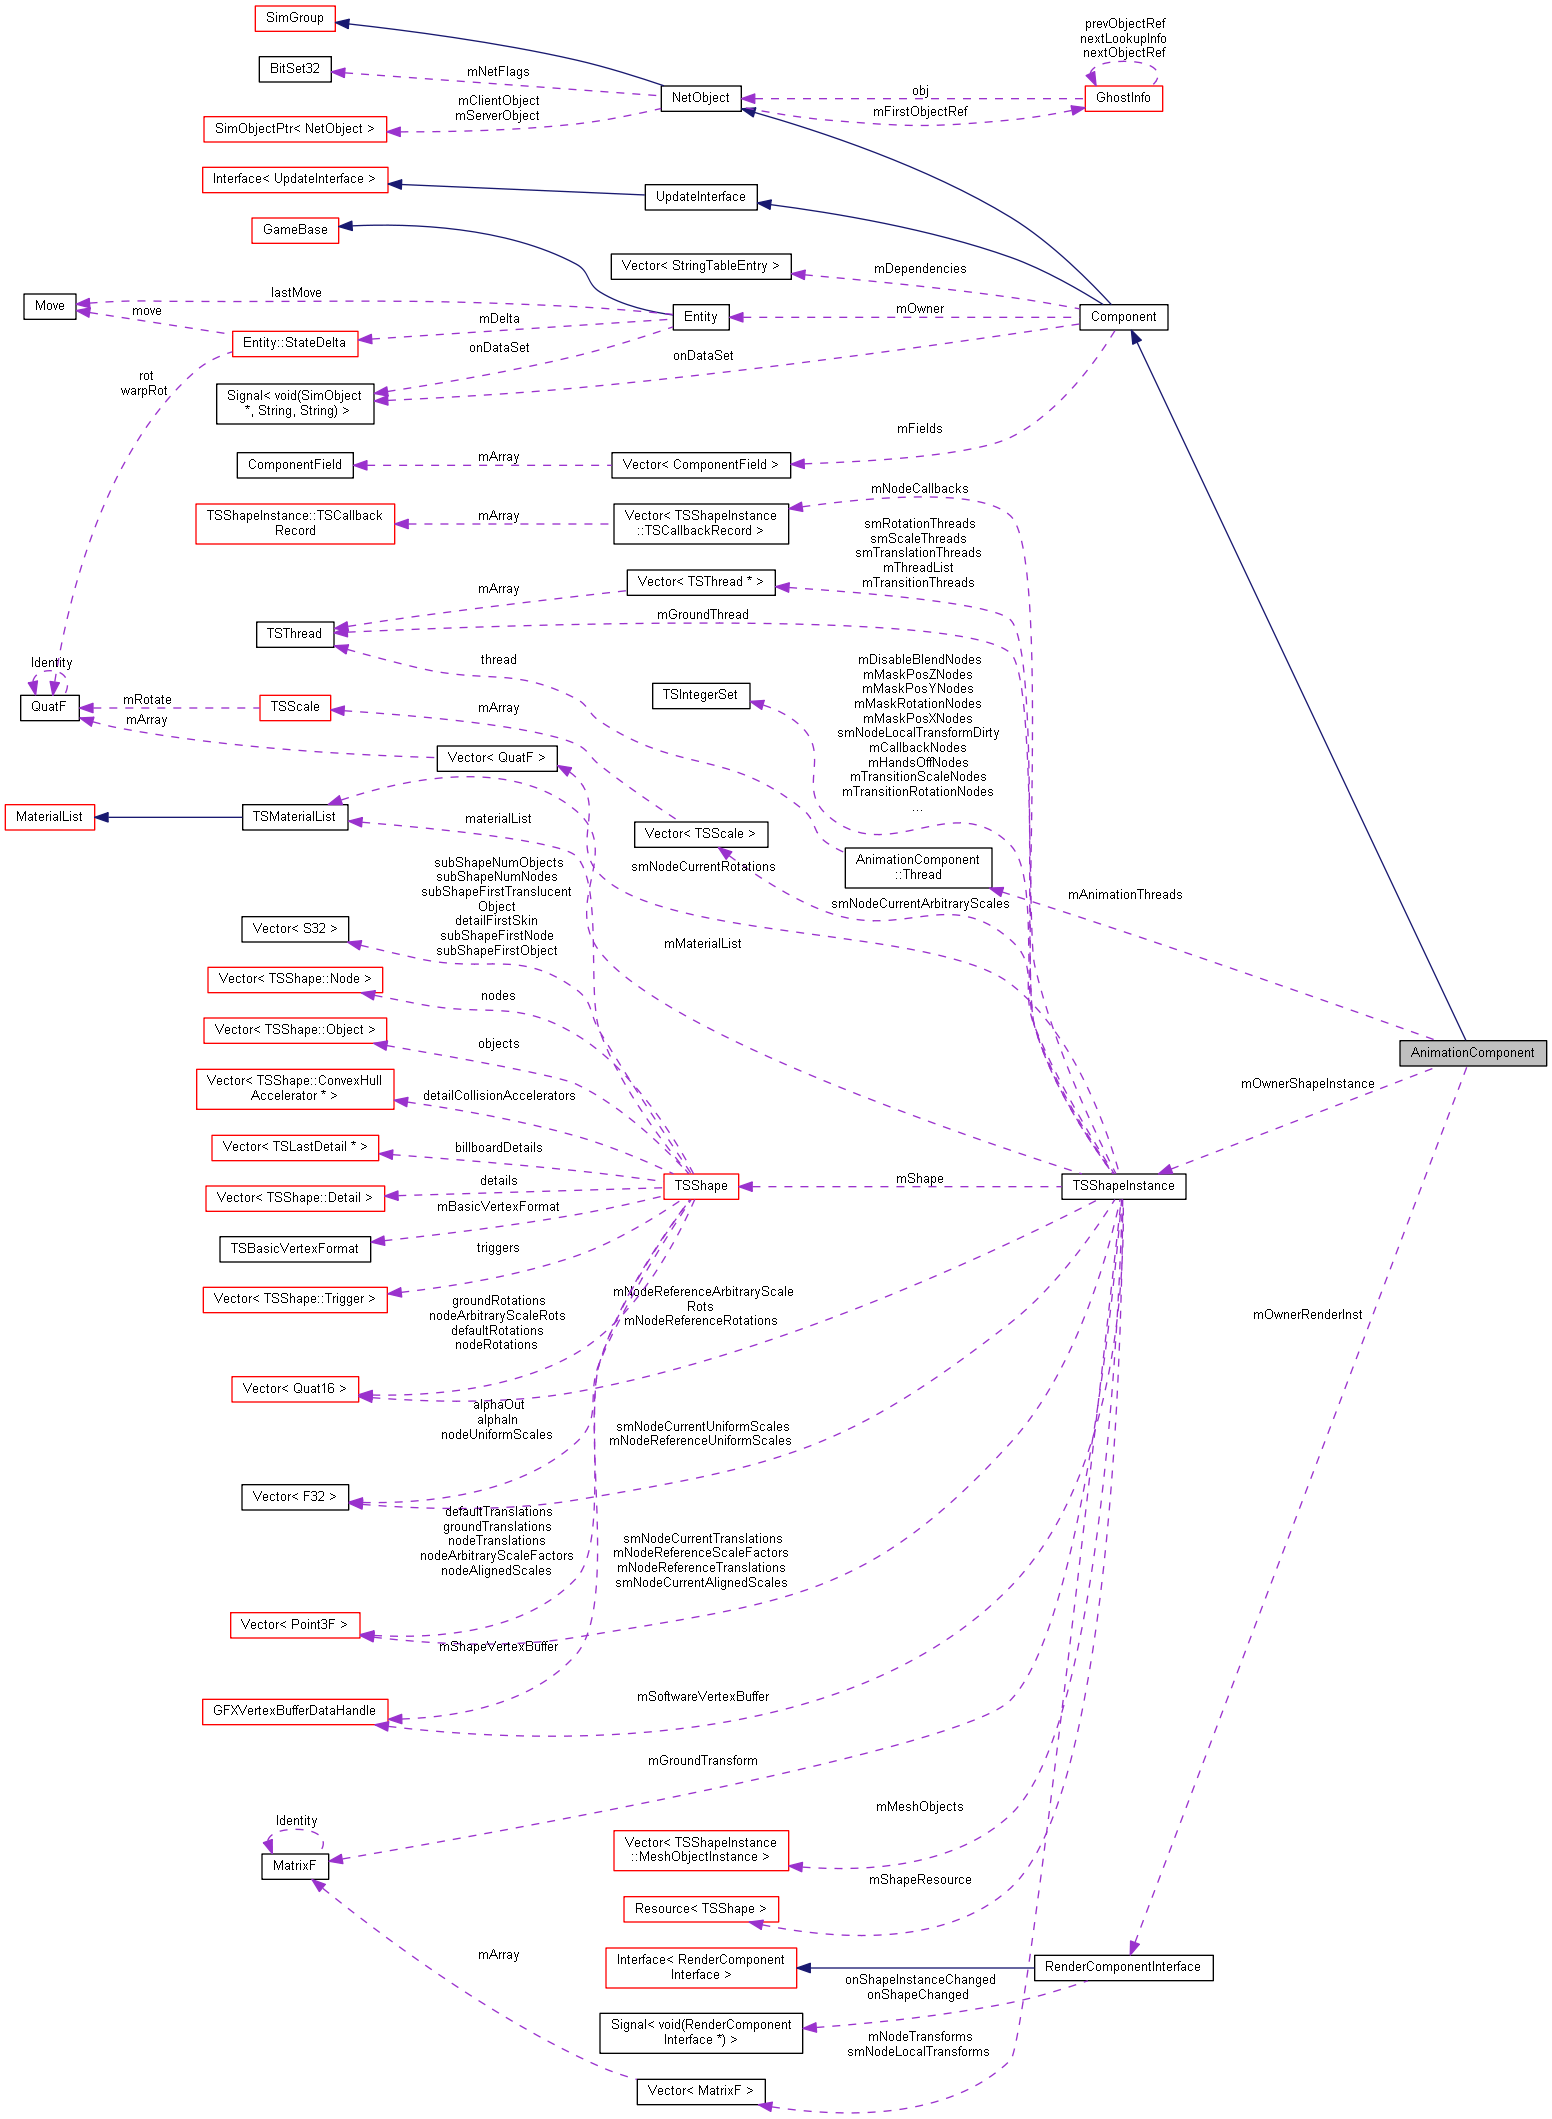 SimGroup
prevObjectRef
nextLookupInfo
nextObjectRef
BitSet32
mNetFlags
obj
NetObject
GhostInfo
mClientObject
mServerObject
mFirstObjectRef
SimObjectPtr< NetObject >
Interface< UpdateInterface >
UpdateInterface
GameBase
Vector< StringTableEntry >
mDependencies
lastMove
Move
move
mDelta
Entity
mOwner
Component
Entity::StateDelta
onDataSet
onDataSet
rot
warpRot
Signal< void(SimObject
*, String, String) >
mFields
ComponentField
mArray
Vector< ComponentField >
mNodeCallbacks
TSShapeInstance::TSCallback
Record
mArray
Vector< TSShapeInstance
::TSCallbackRecord >
smRotationThreads
smScaleThreads
smTranslationThreads
mThreadList
mTransitionThreads
Vector< TSThread * >
mArray
mGroundThread
TSThread
thread
Identity
QuatF
mRotate
TSScale
mArray
mArray
TSIntegerSet
mDisableBlendNodes
mMaskPosZNodes
mMaskPosYNodes
mMaskRotationNodes
mMaskPosXNodes
smNodeLocalTransformDirty
mCallbackNodes
mHandsOffNodes
mTransitionScaleNodes
mTransitionRotationNodes
...
Vector< QuatF >
MaterialList
TSMaterialList
materialList
Vector< TSScale >
smNodeCurrentRotations
AnimationComponent
::Thread
mAnimationThreads
smNodeCurrentArbitraryScales
subShapeNumObjects
subShapeNumNodes
subShapeFirstTranslucent
Object
detailFirstSkin
subShapeFirstNode
subShapeFirstObject
Vector< S32 >
mMaterialList
Vector< TSShape::Node >
nodes
Vector< TSShape::Object >
objects
AnimationComponent
Vector< TSShape::ConvexHull
Accelerator * >
detailCollisionAccelerators
mOwnerShapeInstance
Vector< TSLastDetail * >
billboardDetails
Vector< TSShape::Detail >
details
TSShape
mShape
TSShapeInstance
mBasicVertexFormat
TSBasicVertexFormat
triggers
Vector< TSShape::Trigger >
groundRotations
nodeArbitraryScaleRots
defaultRotations
nodeRotations
mNodeReferenceArbitraryScale
Rots
mNodeReferenceRotations
mOwnerRenderInst
Vector< Quat16 >
alphaOut
alphaIn
nodeUniformScales
smNodeCurrentUniformScales
mNodeReferenceUniformScales
Vector< F32 >
defaultTranslations
groundTranslations
nodeTranslations
nodeArbitraryScaleFactors
nodeAlignedScales
smNodeCurrentTranslations
mNodeReferenceScaleFactors
mNodeReferenceTranslations
smNodeCurrentAlignedScales
Vector< Point3F >
mShapeVertexBuffer
GFXVertexBufferDataHandle
mSoftwareVertexBuffer
mGroundTransform
Identity
MatrixF
mMeshObjects
Vector< TSShapeInstance
::MeshObjectInstance >
mShapeResource
Resource< TSShape >
mArray
Interface< RenderComponent
Interface >
RenderComponentInterface
onShapeInstanceChanged
onShapeChanged
Signal< void(RenderComponent
Interface *) >
mNodeTransforms
smNodeLocalTransforms
Vector< MatrixF >